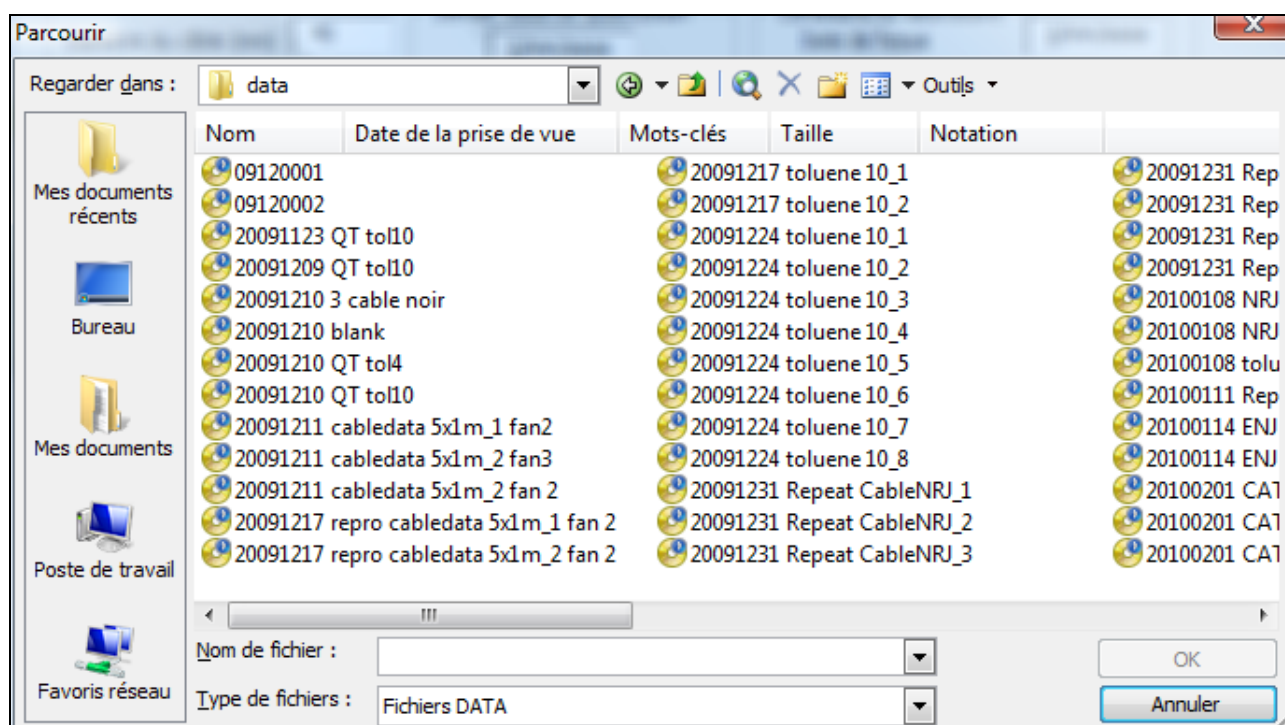 Parcourir
Regarder dans :
data
Outils
Mes documents récents
Bureau
Mes documents
Poste de travail
Favoris réseau
Nom Date de la prise de vue Mots-clés Taille Notation
09120001
09120002
20091123 QT tol10
20091209 QT tol10
20091210 3 cable noir
20091210 blank
20091210 QT tol4
20091210 QT tol10
20091211 cabledata 5x1m_1 fan2
20091211 cabledata 5x1m_2 fan3
20091211 cabledata 5x1m_2 fan 2
20091217 repro cabledata 5x1m_1 fan 2
20091217 repro cabledata 5x1m_2 fan 2
20091217 toluene 10_1
20091217 toluene 10_2
20091224 toluene 10_1
20091224 toluene 10_2
20091224 toluene 10_3
20091224 toluene 10_4
20091224 toluene 10_5
20091224 toluene 10_6
20091224 toluene 10_7
20091224 toluene 10_8
20091231 Repeat CableNRJ_1
20091231 Repeat CableNRJ_2
20091231 Repeat CableNRJ_3
20091231 Rep
20091231 Rep
20091231 Rep
20091231 Rep
20100108 NRJ
20100108 NRJ
20100108 tolu
20100111 Rep
20100114 ENJ
20100114 ENJ
20100201 CAT
20100201 CAT
20100201 CAT
Nom de fichier :
OK
Type de fichiers :
Fichiers DATA
Annuler